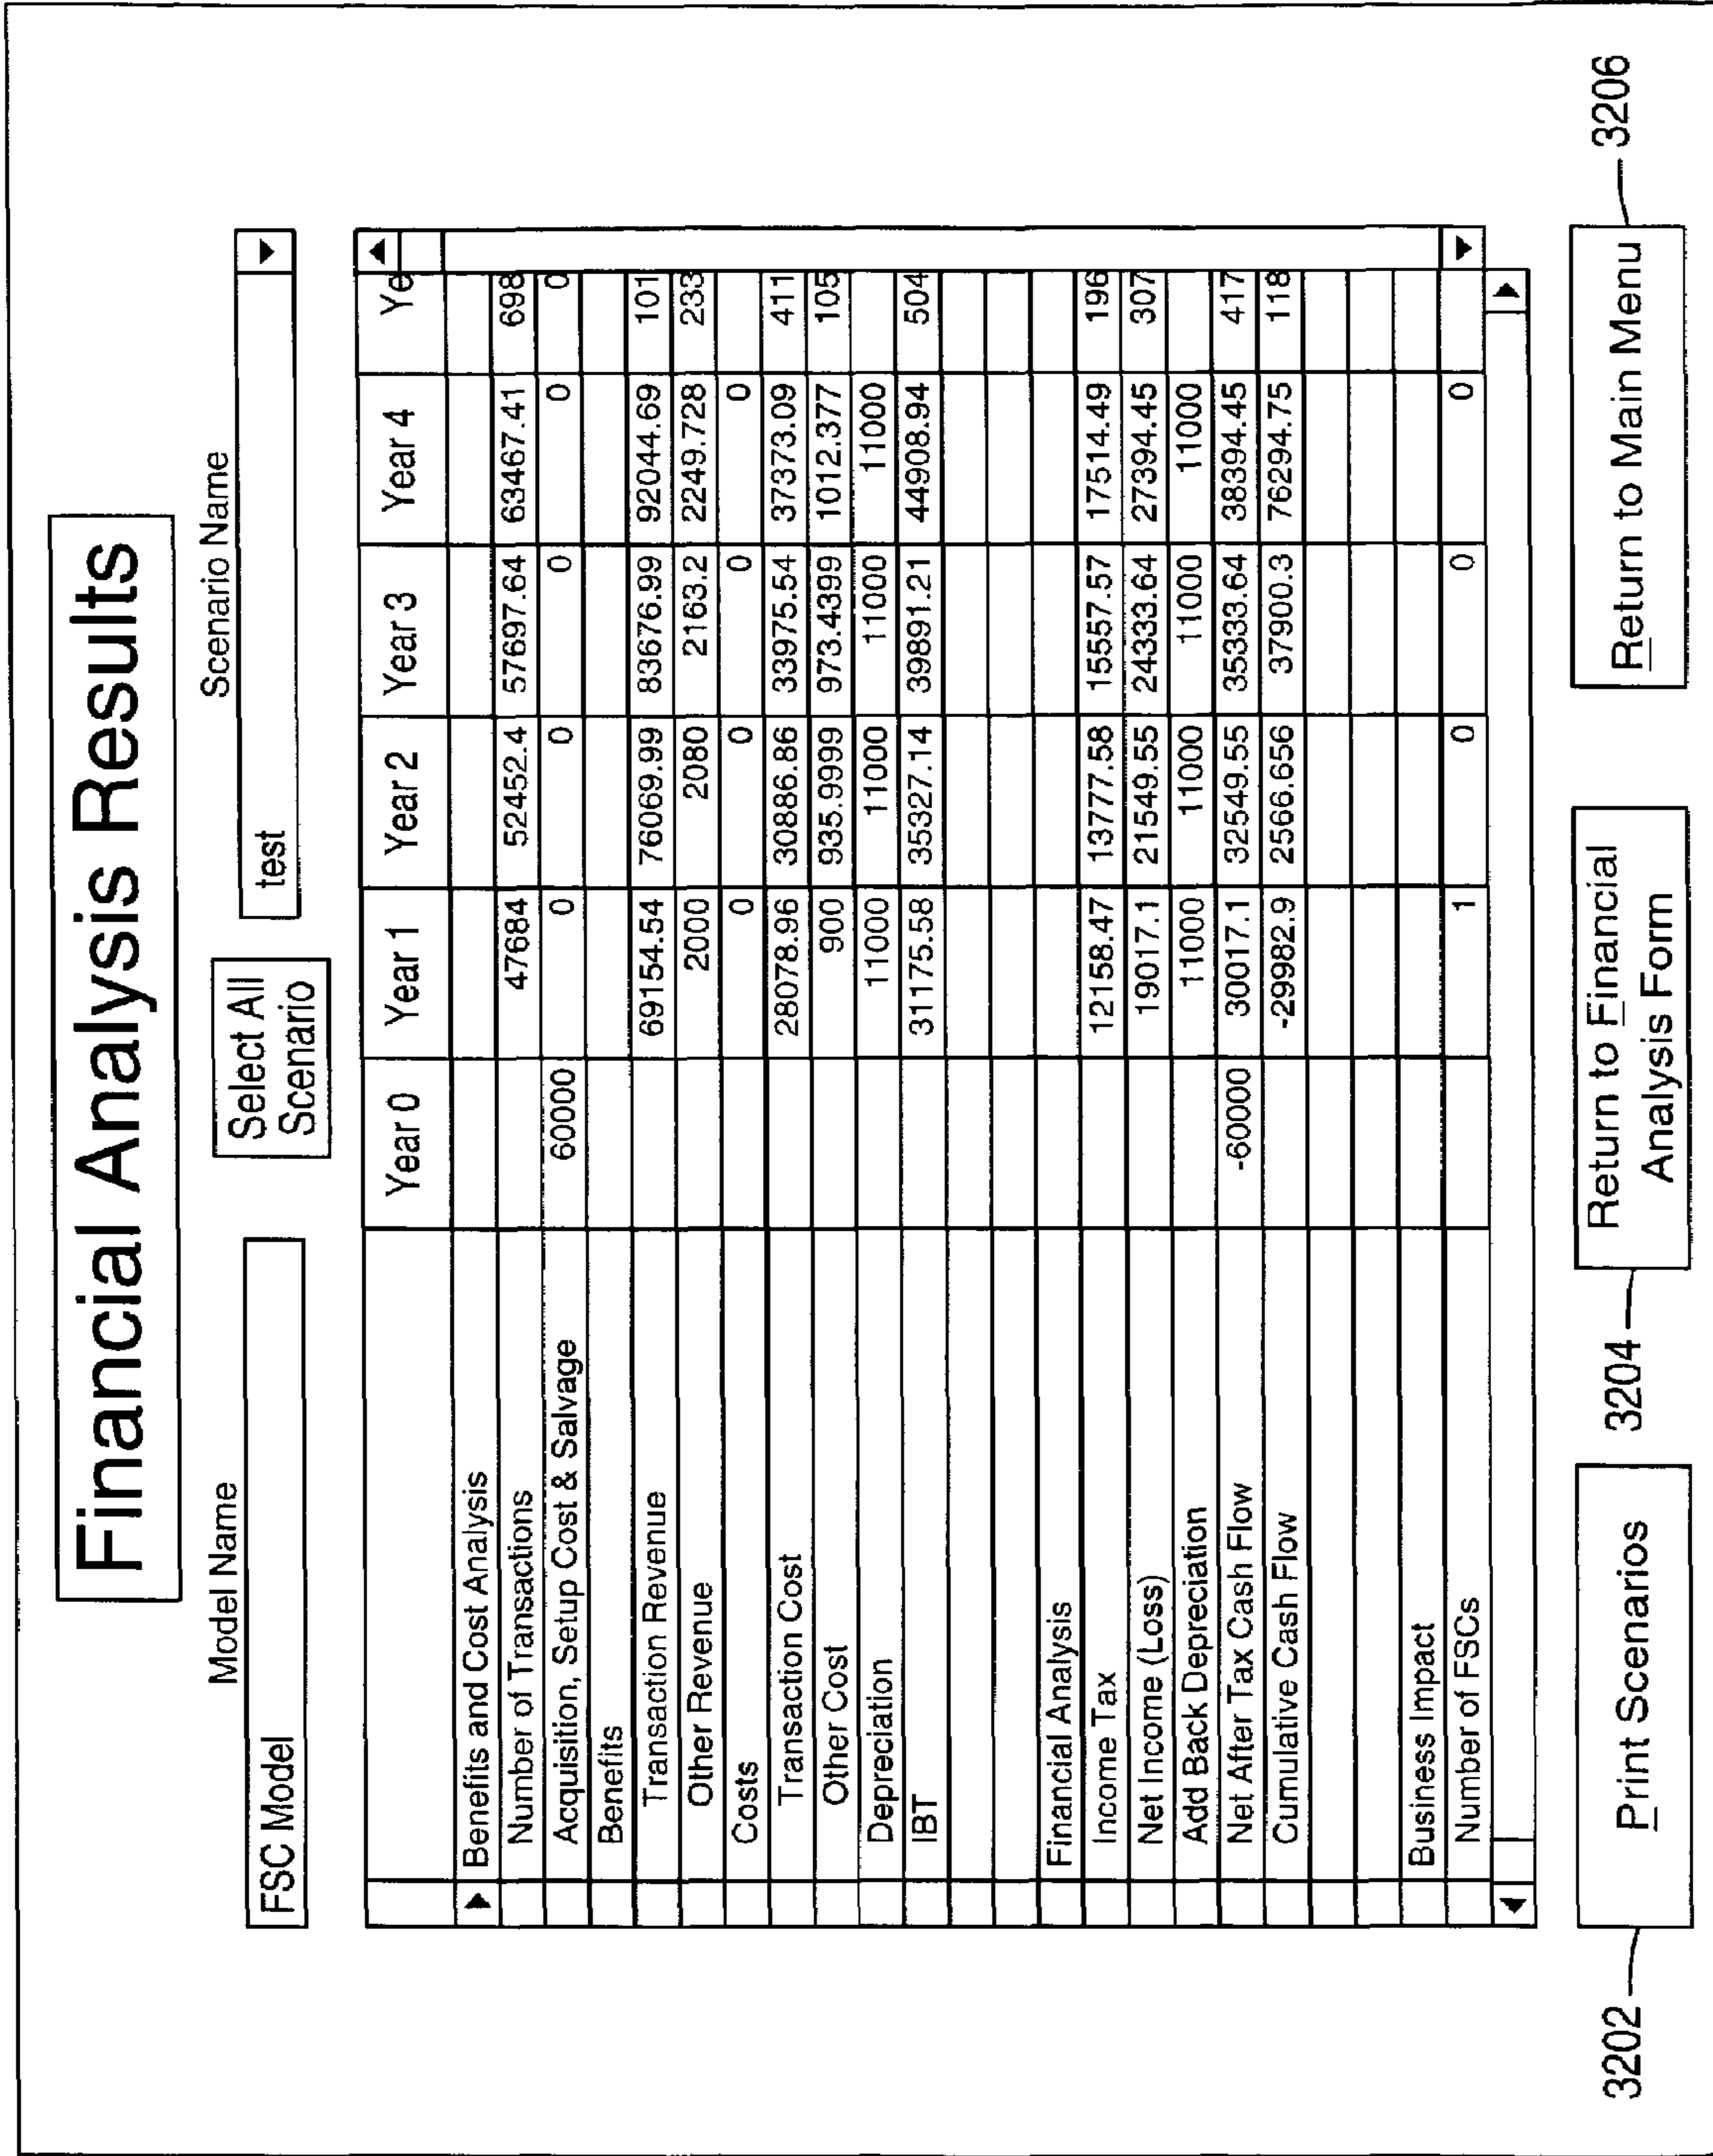 Financial Analysis Results
Model Name
Scenario Name
FSC Model
Select All
Scenario
test
Year 0 Year 1 Year 2 Year 3 Year 4 Ye
Benefits and Cost Analysis
Number of Transactions 47684 52452.4 57697.64 63467.41 698
Acquisition, Setup Cost & Salvage 60000 0 0 0 0 0
Benefits
Transaction Revenue 69154.54 76069.99 83676.99 92044.69 101
Other Revenue 2000 2080 2163.2 2249.728 233
Costs 0 0 0 0
Transaction Cost 28078.96 30886.86 33975.54 37373.09 411
Other Cost 900 935.9999 973.4399 1012.377 105
Depreciation 11000 11000 11000 11000
IBT 31175.58 35327.14 39891.21 44908.94 504
Financial Analysis
Income Tax 12158.47 13777.58 15557.57 17514.49 196
Net Income (Loss) 19017.1 21549.55 24333.64 27394.45 307
Add Back Depreciation 11000 11000 11000 11000
Net After Tax Cash Flow -60000 30017.1 32549.55 35333.64 38394.45 417
Cumulative Cash Flow -29982.9 2566.656 37900.3 76294.75 118
Business Impact
Number of FSCs 1 0 0 0
3202
Print Scenarios
3204
Return to Financial
Analysis Form
Return to Main Menu
3206